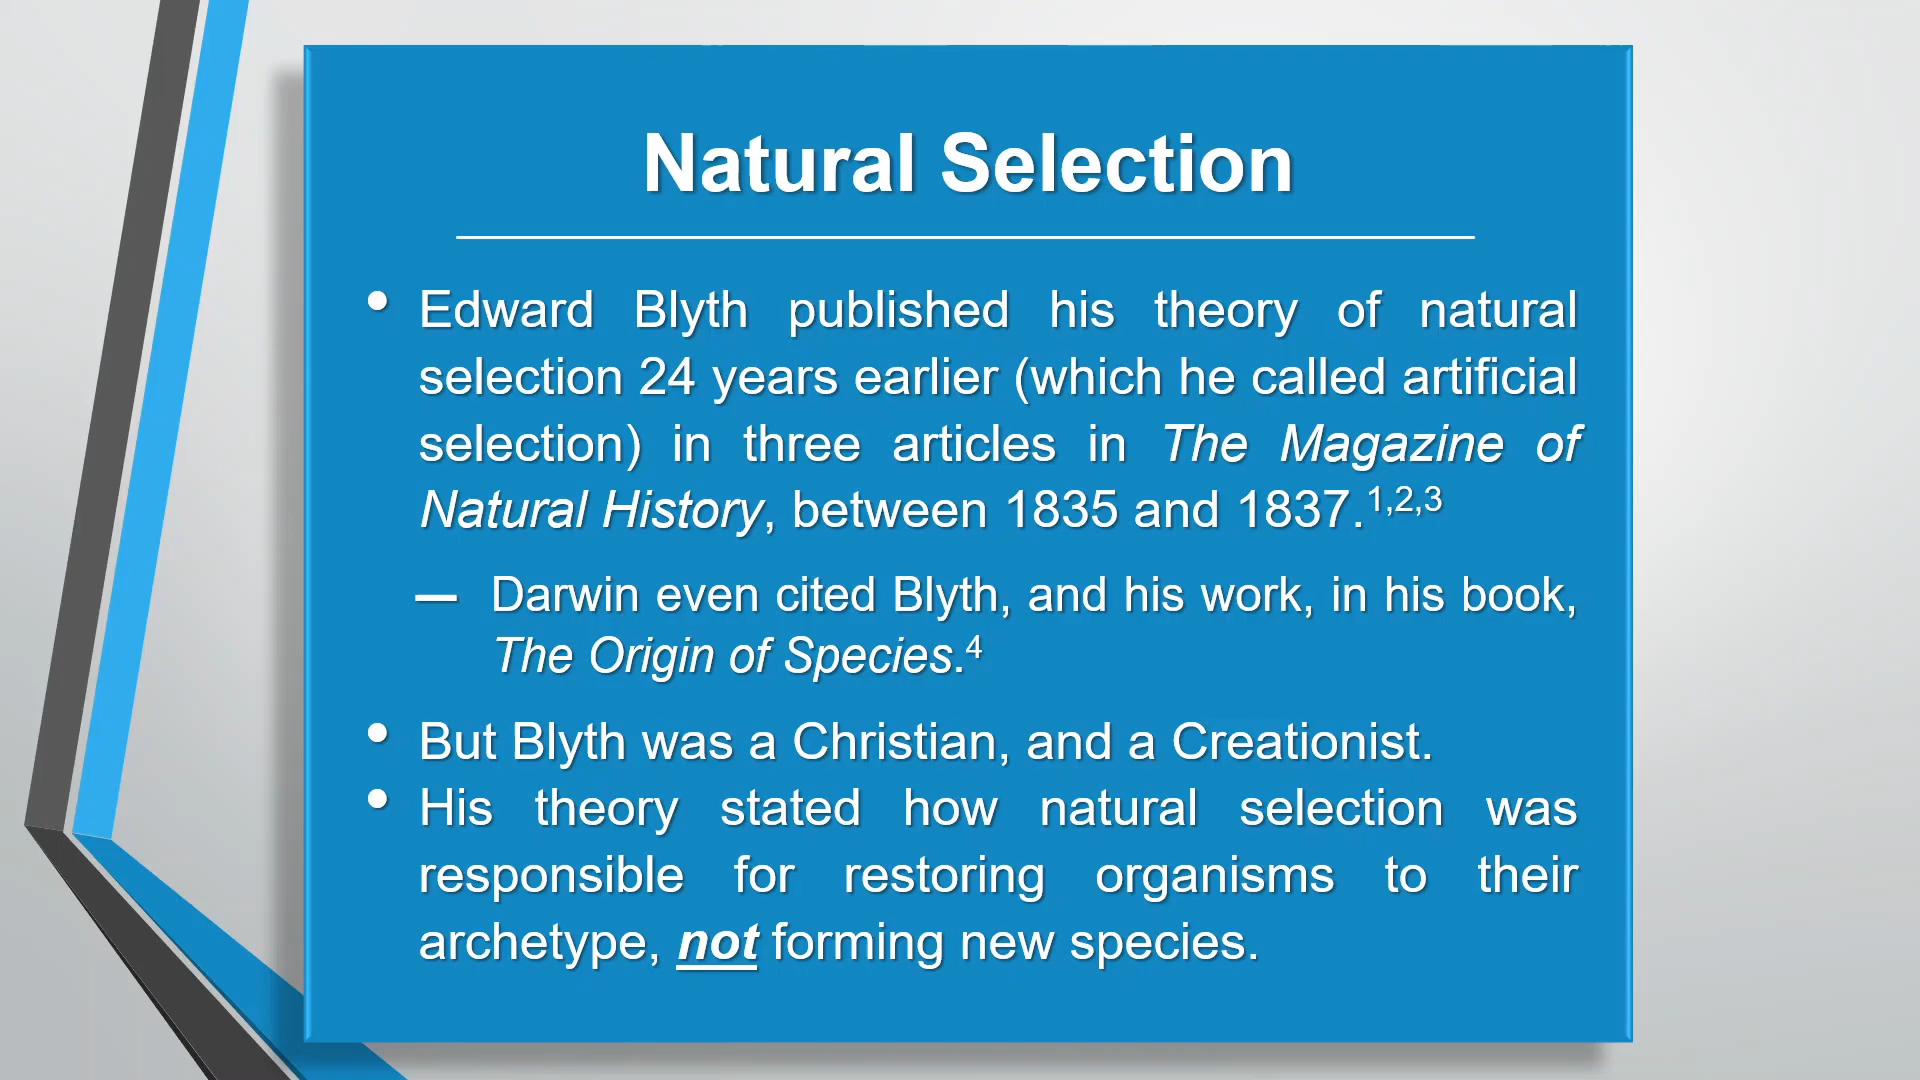 Natural Selection
• Edward Blyth published his theory of natural
selection 24 years earlier (which he called artificial
selection) in three articles in The Magazine of
Natural History, between 1835 and 1837.1,2,3
— Darwin even cited Blyth, and his work, in his book,
The Origin of Species.4
• But Blyth was a Christian, and a Creationist.
• His theory stated how natural selection was
responsible for restoring organisms to their
archetype, not forming new species.